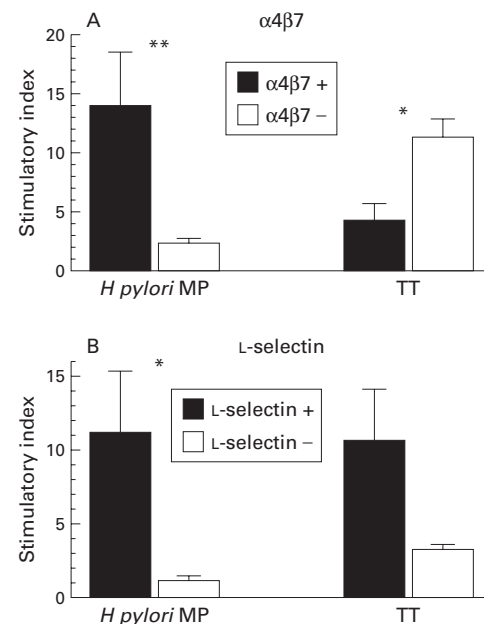 A
α4β7
20
15
10
5
0
Stimulatory index
**
α4β7 +
α4β7 –
*
H pylori MP
TT
B
L-selectin
15
10
5
0
Stimulatory index
*
L-selectin +
L-selectin –
H pylori MP
TT